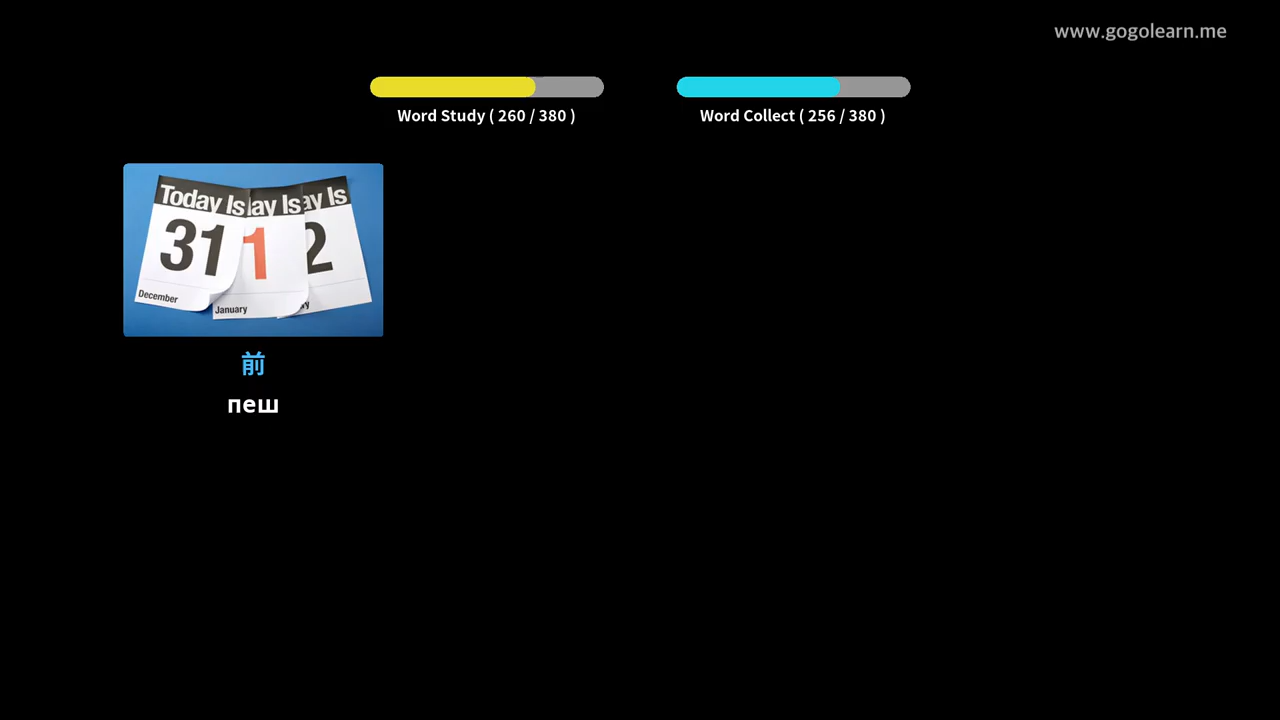 www.gogolearn.me
Word Study ( 260 / 380 )
Word Collect ( 256 / 380 )
Today Is
ay Is
ay Is
31
1
2
December
January
前
пеш